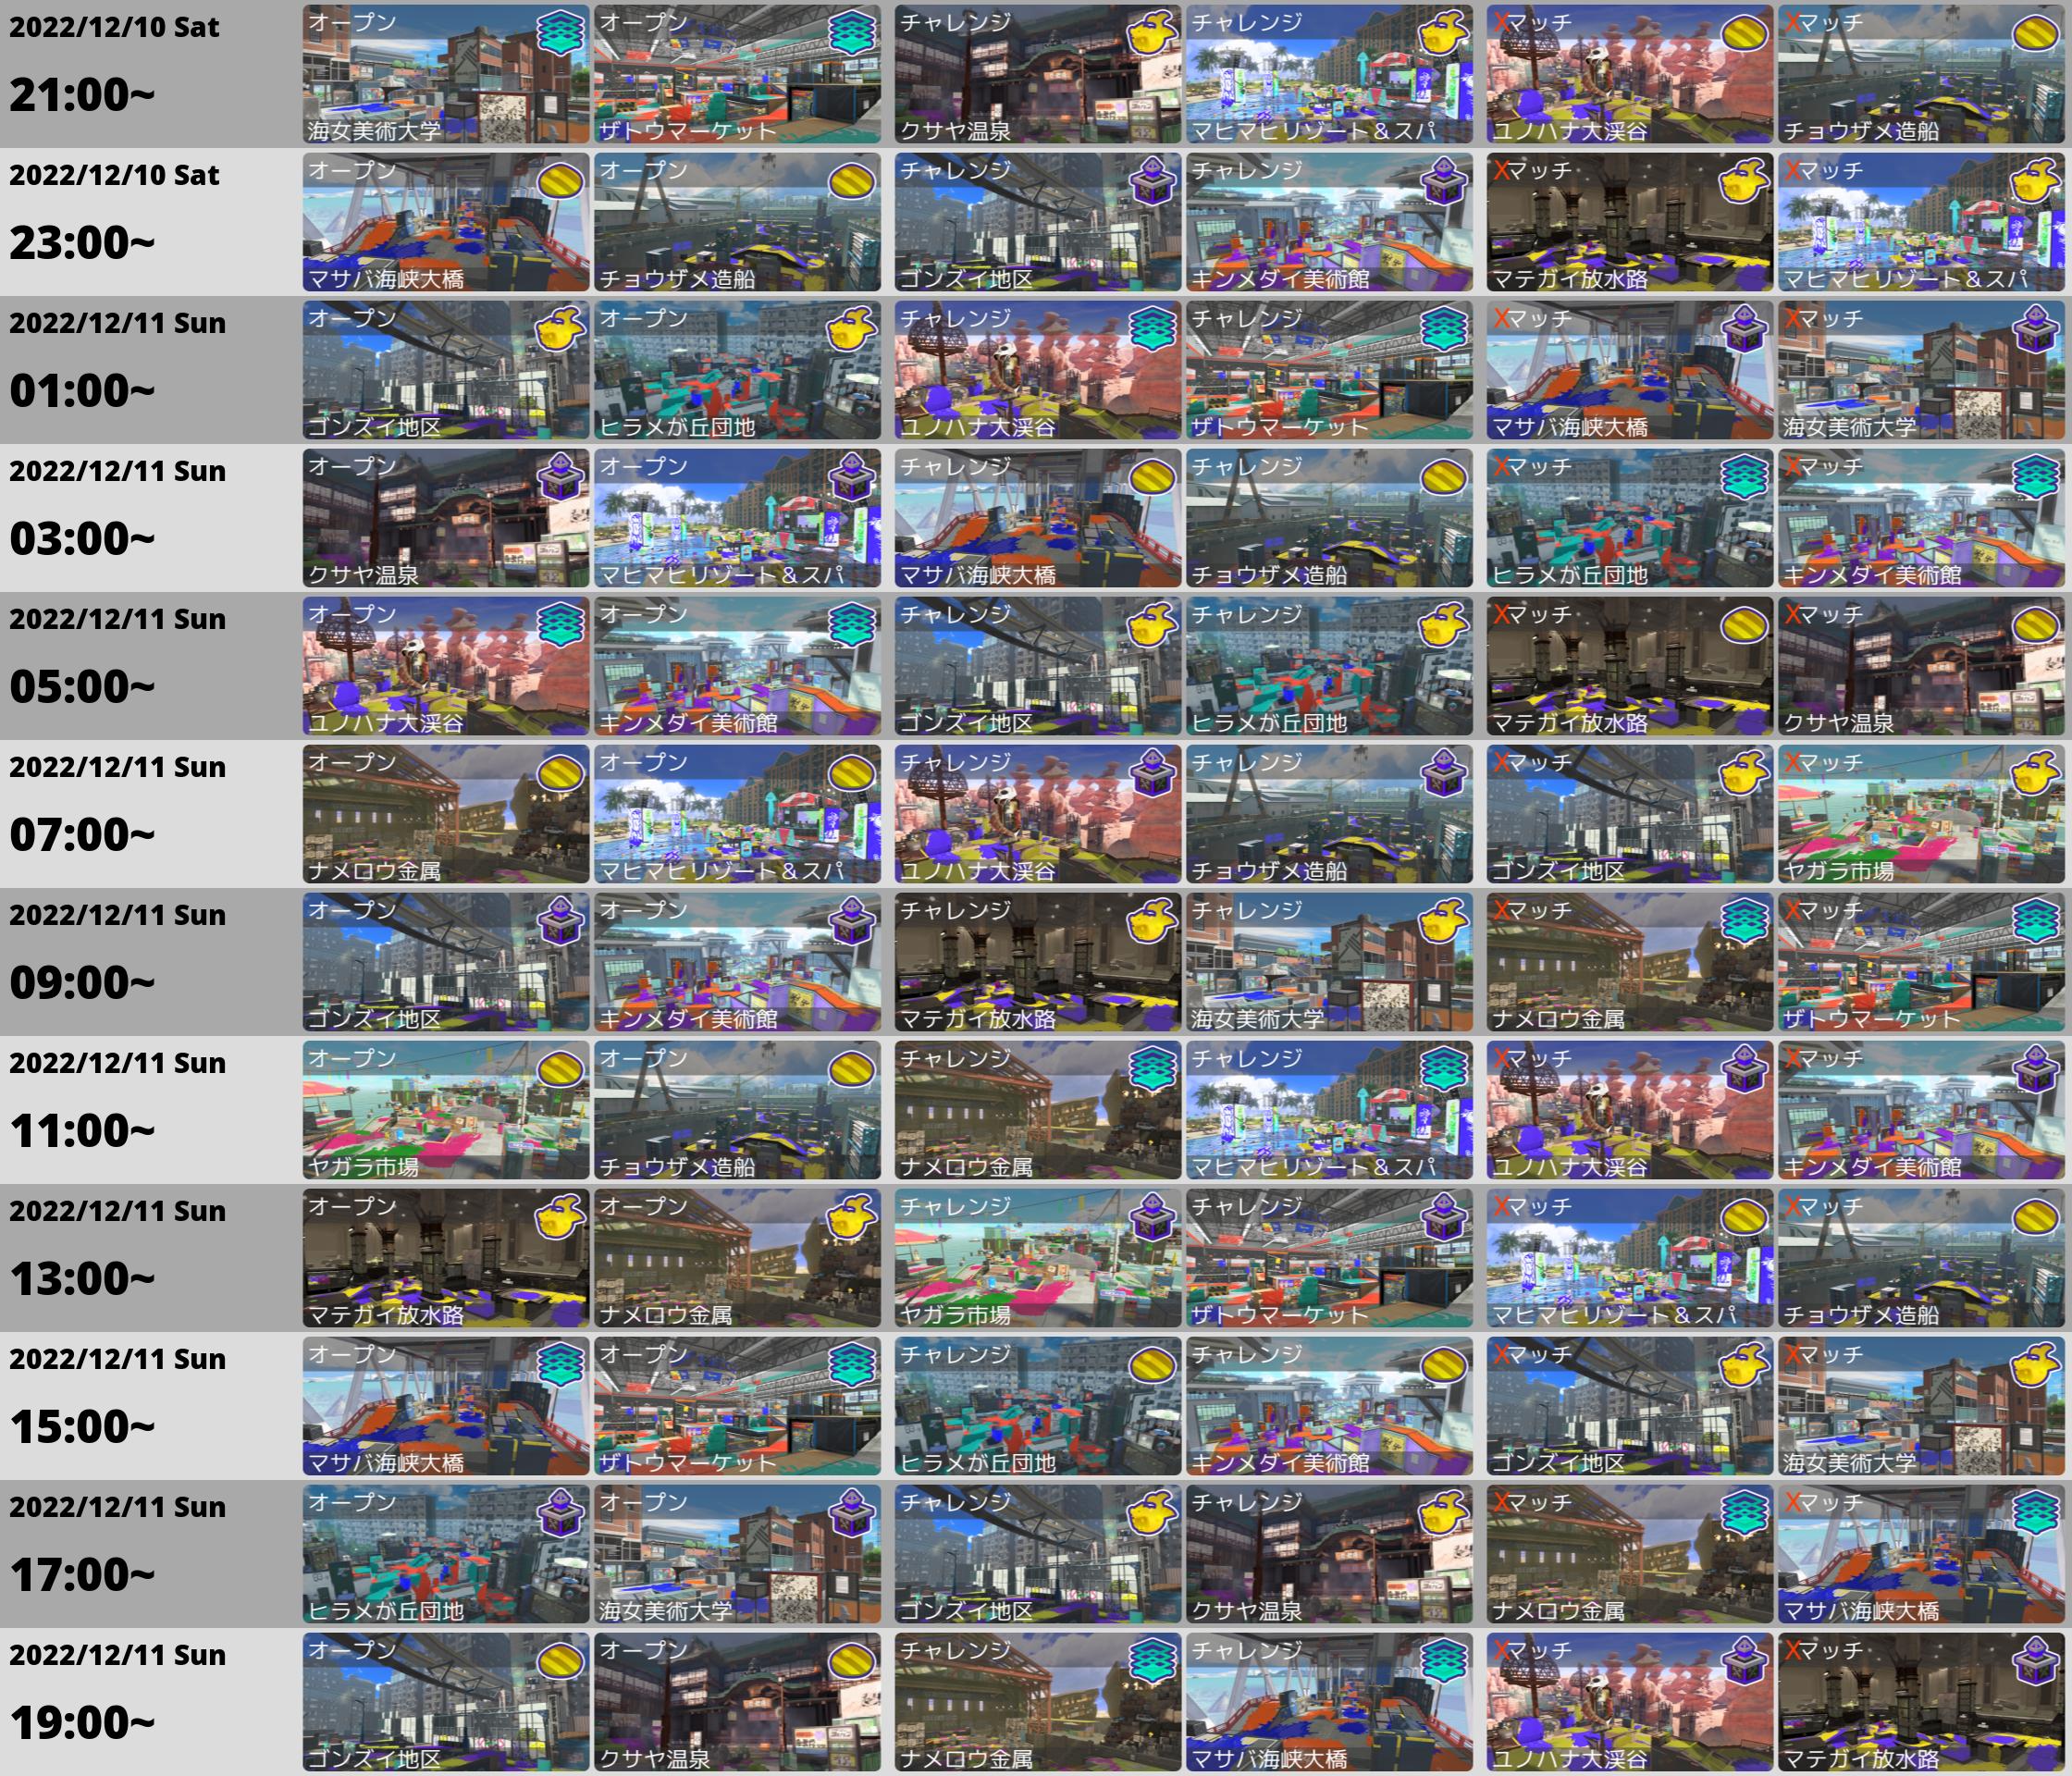 2022/12/10 Sat
21:00~
オープン オープン チャレンジ チャレンジ Xマッチ Xマッチ
海女美術大学 ザトウマーケット クサヤ温泉 マヒマヒリゾート＆スパ ユノハナ大渓谷 チョウザメ造船
2022/12/10 Sat
23:00~
オープン オープン チャレンジ チャレンジ Xマッチ Xマッチ
マサバ海峡大橋 チョウザメ造船 ゴンズイ地区 キンメダイ美術館 マテガイ放水路 マヒマヒリゾート＆スパ
2022/12/11 Sun
01:00~
オープン オープン チャレンジ チャレンジ Xマッチ Xマッチ
ゴンズイ地区 ヒラメが丘団地 ユノハナ大渓谷 ザトウマーケット マサバ海峡大橋 海女美術大学
2022/12/11 Sun
03:00~
オープン オープン チャレンジ チャレンジ Xマッチ Xマッチ
クサヤ温泉 マヒマヒリゾート＆スパ マサバ海峡大橋 チョウザメ造船 ヒラメが丘団地 キンメダイ美術館
2022/12/11 Sun
05:00~
オープン オープン チャレンジ チャレンジ Xマッチ Xマッチ
ユノハナ大渓谷 キンメダイ美術館 ゴンズイ地区 ヒラメが丘団地 マテガイ放水路 クサヤ温泉
2022/12/11 Sun
07:00~
オープン オープン チャレンジ チャレンジ Xマッチ Xマッチ
ナメロウ金属 マヒマヒリゾート＆スパ ユノハナ大渓谷 チョウザメ造船 ゴンズイ地区 ヤガラ市場
2022/12/11 Sun
09:00~
オープン オープン チャレンジ チャレンジ Xマッチ Xマッチ
ゴンズイ地区 キンメダイ美術館 マテガイ放水路 海女美術大学 ナメロウ金属 ザトウマーケット
2022/12/11 Sun
11:00~
オープン オープン チャレンジ チャレンジ Xマッチ Xマッチ
ヤガラ市場 チョウザメ造船 ナメロウ金属 マヒマヒリゾート＆スパ ユノハナ大渓谷 キンメダイ美術館
2022/12/11 Sun
13:00~
オープン オープン チャレンジ チャレンジ Xマッチ Xマッチ
マテガイ放水路 ナメロウ金属 ヤガラ市場 ザトウマーケット マヒマヒリゾート＆スパ チョウザメ造船
2022/12/11 Sun
15:00~
オープン オープン チャレンジ チャレンジ Xマッチ Xマッチ
マサバ海峡大橋 ザトウマーケット ヒラメが丘団地 キンメダイ美術館 ゴンズイ地区 海女美術大学
2022/12/11 Sun
17:00~
オープン オープン チャレンジ チャレンジ Xマッチ Xマッチ
ヒラメが丘団地 海女美術大学 ゴンズイ地区 クサヤ温泉 ナメロウ金属 マサバ海峡大橋
2022/12/11 Sun
19:00~
オープン オープン チャレンジ チャレンジ Xマッチ Xマッチ
ゴンズイ地区 クサヤ温泉 ナメロウ金属 マサバ海峡大橋 ユノハナ大渓谷 マテガイ放水路